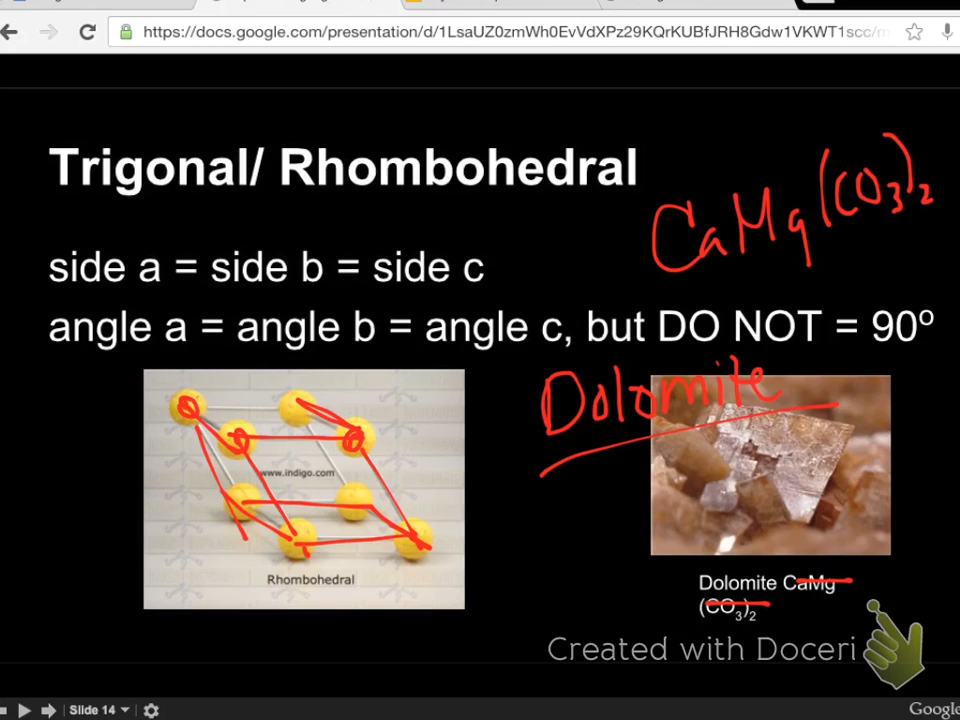 https://docs.google.com/presentation/d/1LsaUZ0zmWh0EvVdXPz29KQrKUBfJRH8Gdw1VKWT1scc/
Trigonal/ Rhombohedral
CaMg(CO3)2
side a = side b = side c
angle a = angle b = angle c, but DO NOT = 90º
Dolomite
www.indigo.com
Rhombohedral
Dolomite CaMg
(CO3)2
Created with Doceri
Slide 14
Google